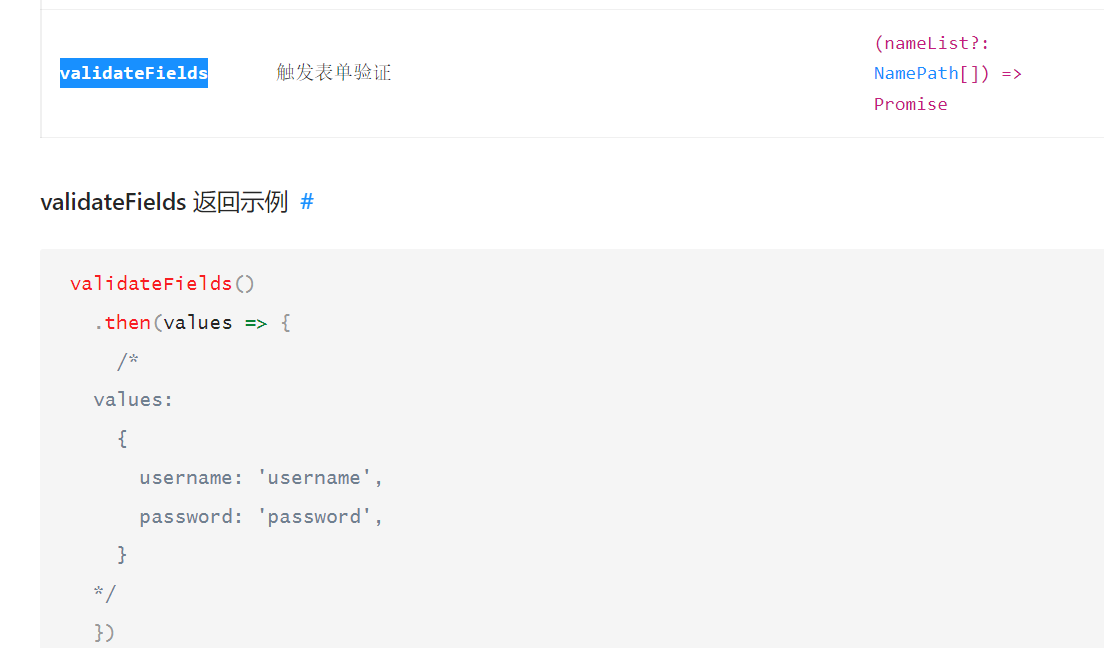 validateFields
触发表单验证
(nameList?:
NamePath[]) =>
Promise
validateFields 返回示例 #
validateFields()
.then(values => {
/*
values:
{
username: 'username',
password: 'password',
}
*/
})